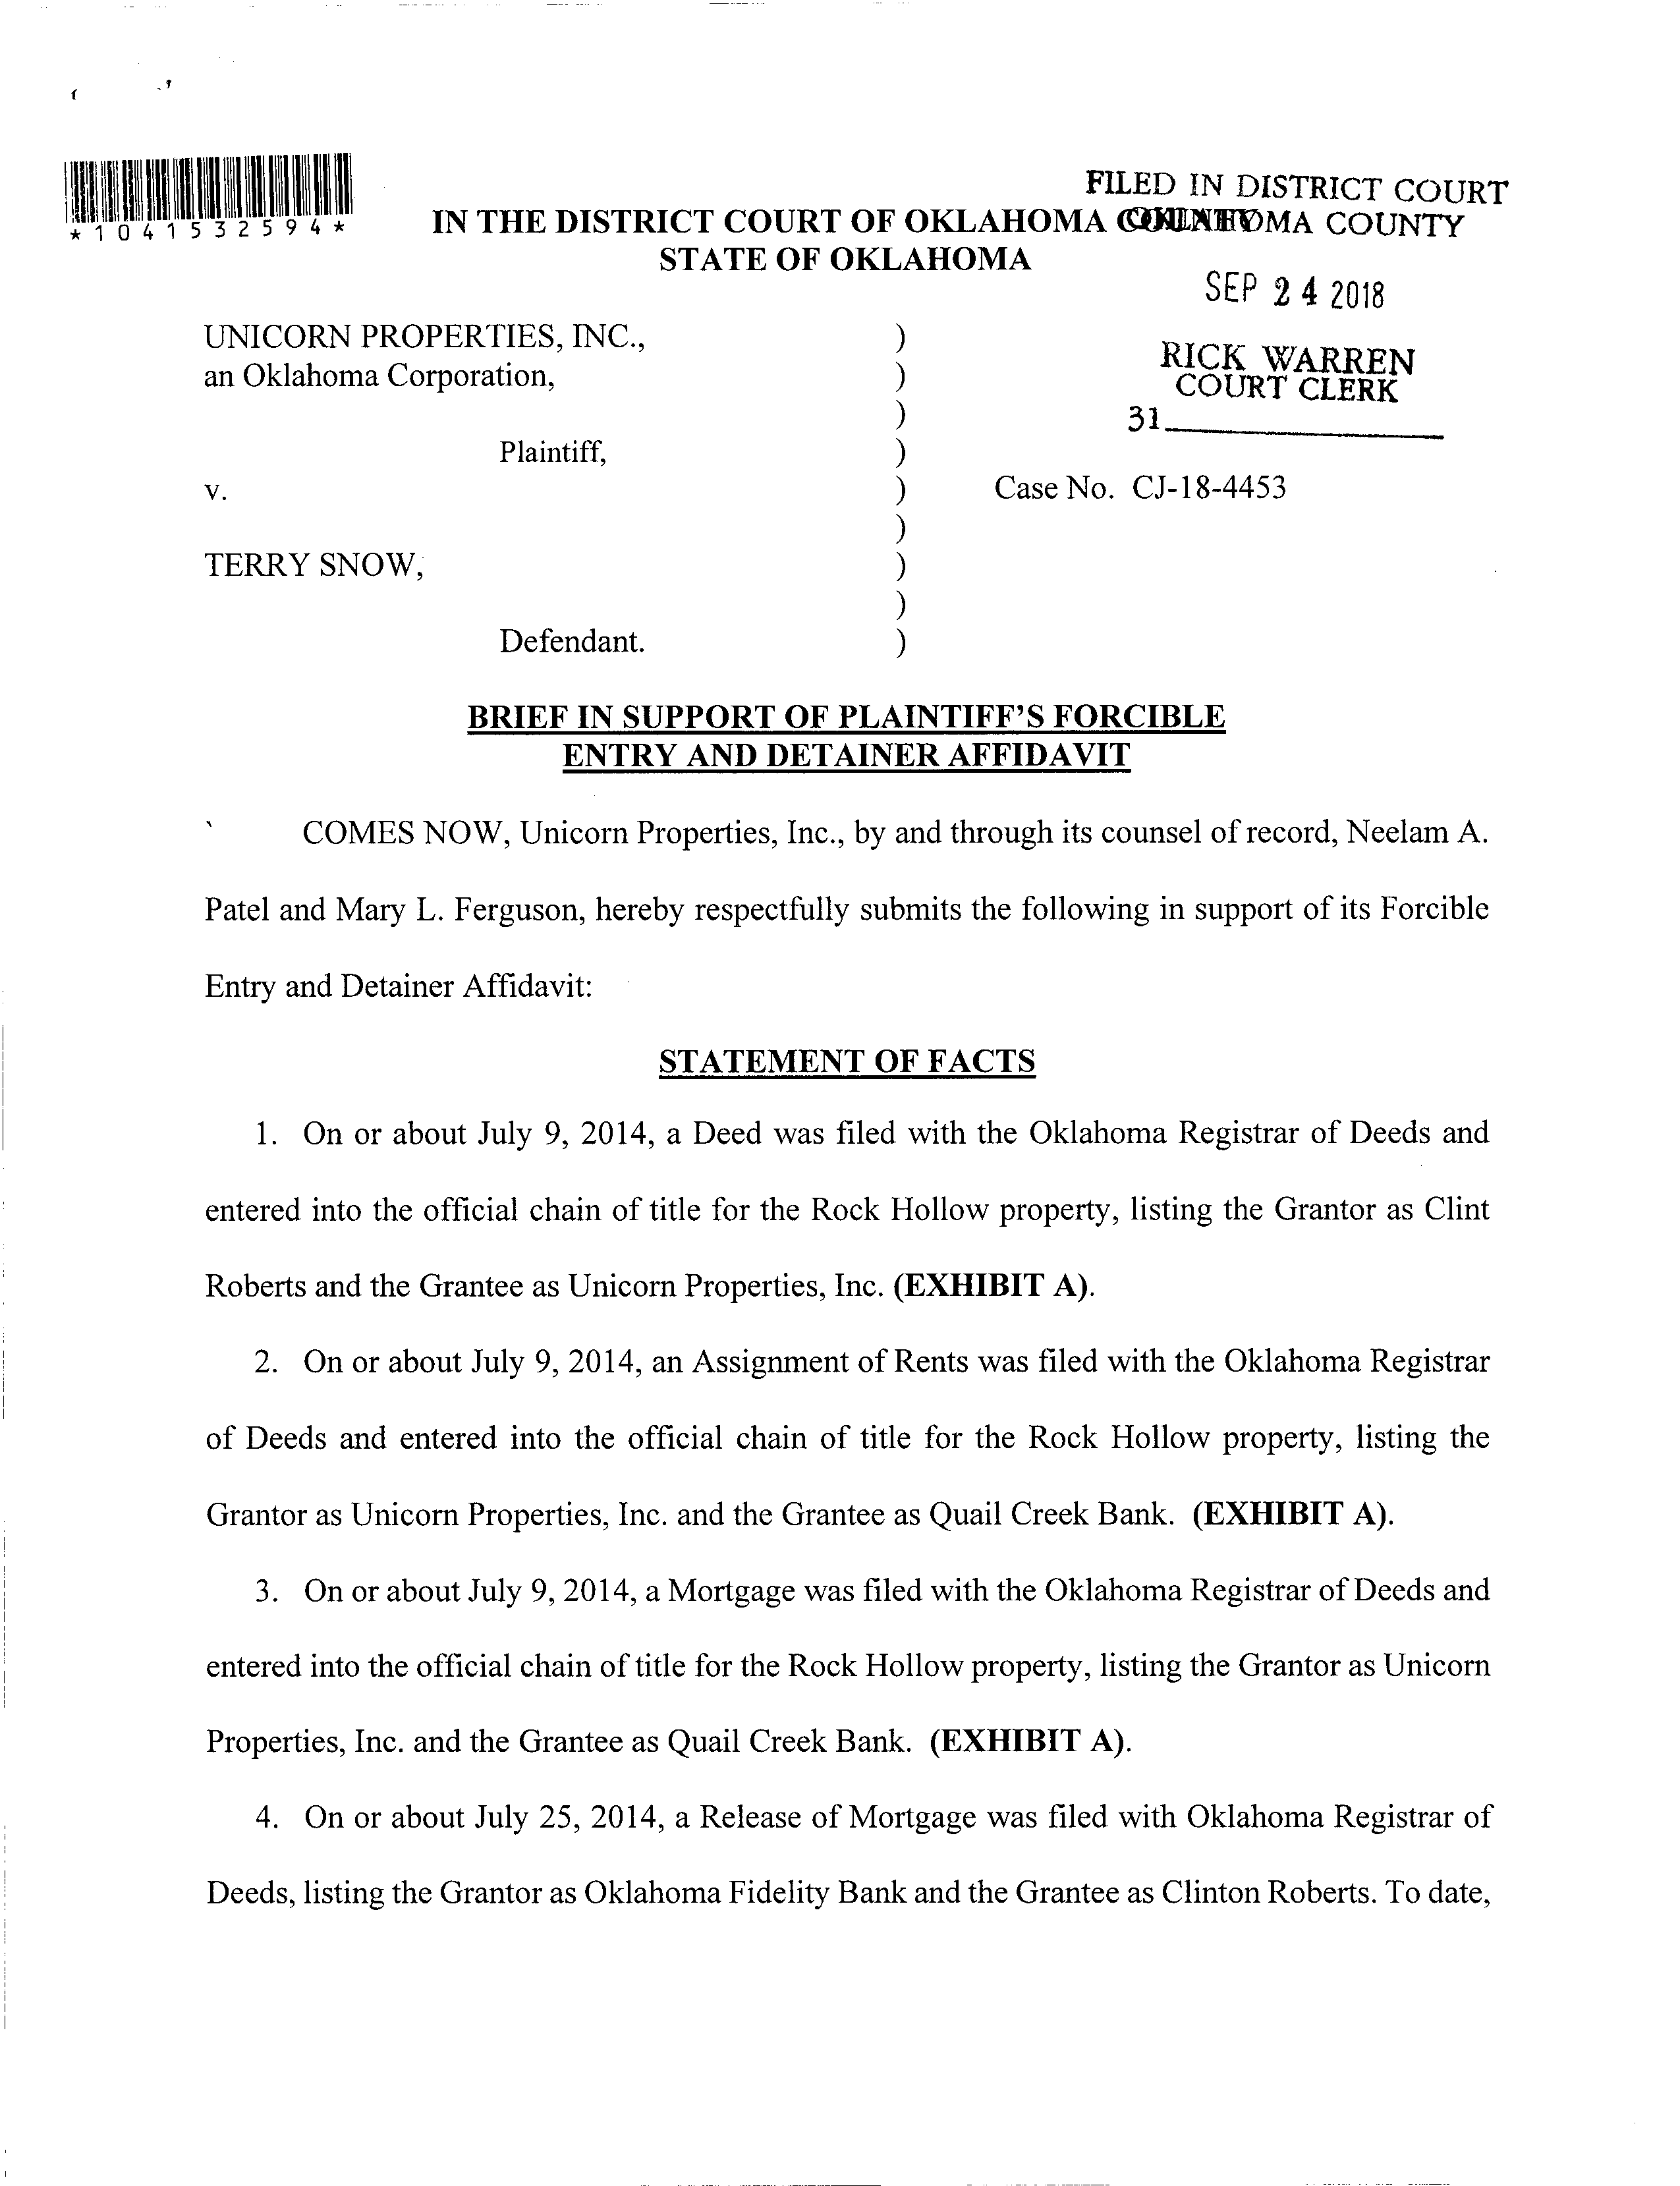 *1041532594*
FILED IN DISTRICT COURT
OKLAHOMA COUNTY
IN THE DISTRICT COURT OF OKLAHOMA COUNTY
STATE OF OKLAHOMA
SEP 24 2018
RICK WARREN
COURT CLERK
31
UNICORN PROPERTIES, INC., )
an Oklahoma Corporation, )
)
Plaintiff, )
v. ) Case No. CJ-18-4453
)
TERRY SNOW, )
)
Defendant. )
BRIEF IN SUPPORT OF PLAINTIFF'S FORCIBLE
ENTRY AND DETAINER AFFIDAVIT
COMES NOW, Unicorn Properties, Inc., by and through its counsel of record, Neelam A.
Patel and Mary L. Ferguson, hereby respectfully submits the following in support of its Forcible
Entry and Detainer Affidavit:
STATEMENT OF FACTS
1. On or about July 9, 2014, a Deed was filed with the Oklahoma Registrar of Deeds and
entered into the official chain of title for the Rock Hollow property, listing the Grantor as Clint
Roberts and the Grantee as Unicorn Properties, Inc. (EXHIBIT A).
2. On or about July 9, 2014, an Assignment of Rents was filed with the Oklahoma Registrar
of Deeds and entered into the official chain of title for the Rock Hollow property, listing the
Grantor as Unicorn Properties, Inc. and the Grantee as Quail Creek Bank. (EXHIBIT A).
3. On or about July 9, 2014, a Mortgage was filed with the Oklahoma Registrar of Deeds and
entered into the official chain of title for the Rock Hollow property, listing the Grantor as Unicorn
Properties, Inc. and the Grantee as Quail Creek Bank. (EXHIBIT A).
4. On or about July 25, 2014, a Release of Mortgage was filed with Oklahoma Registrar of
Deeds, listing the Grantor as Oklahoma Fidelity Bank and the Grantee as Clinton Roberts. To date,